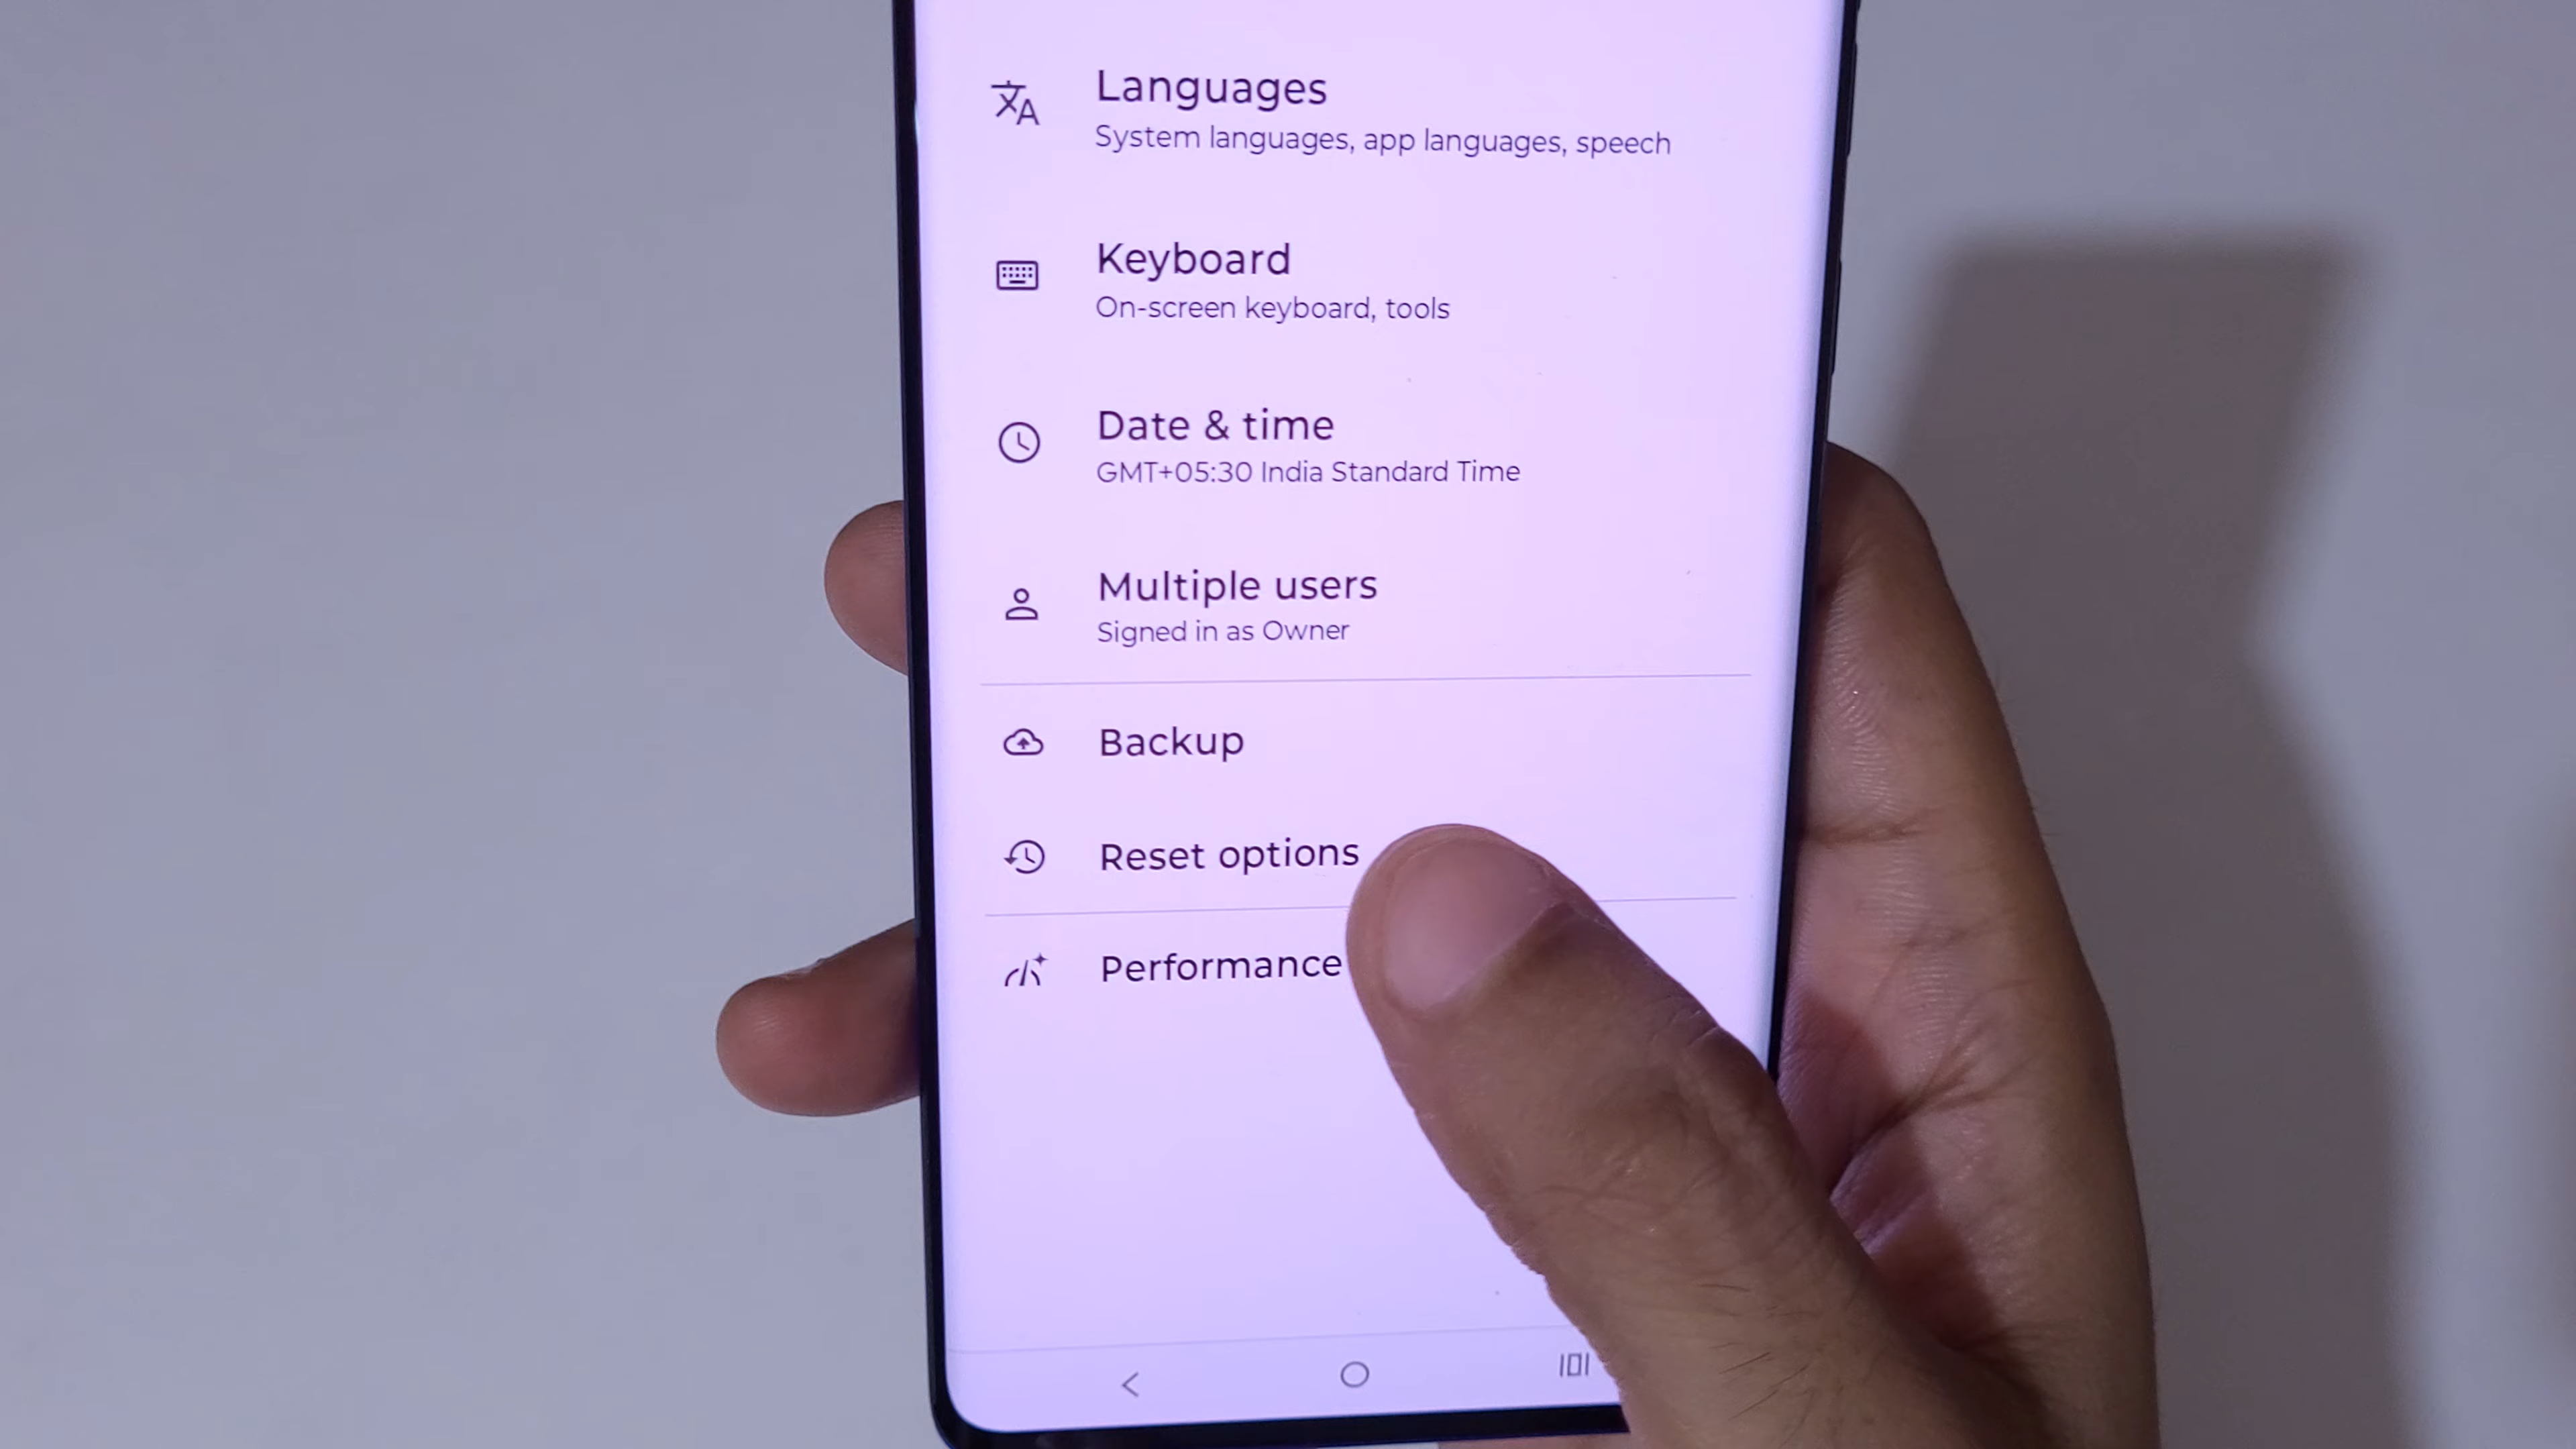 Languages
System languages, app languages, speech
Keyboard
On-screen keyboard, tools
Date & time
GMT+05:30 India Standard Time
Multiple users
Signed in as Owner
Backup
Reset options
Performance